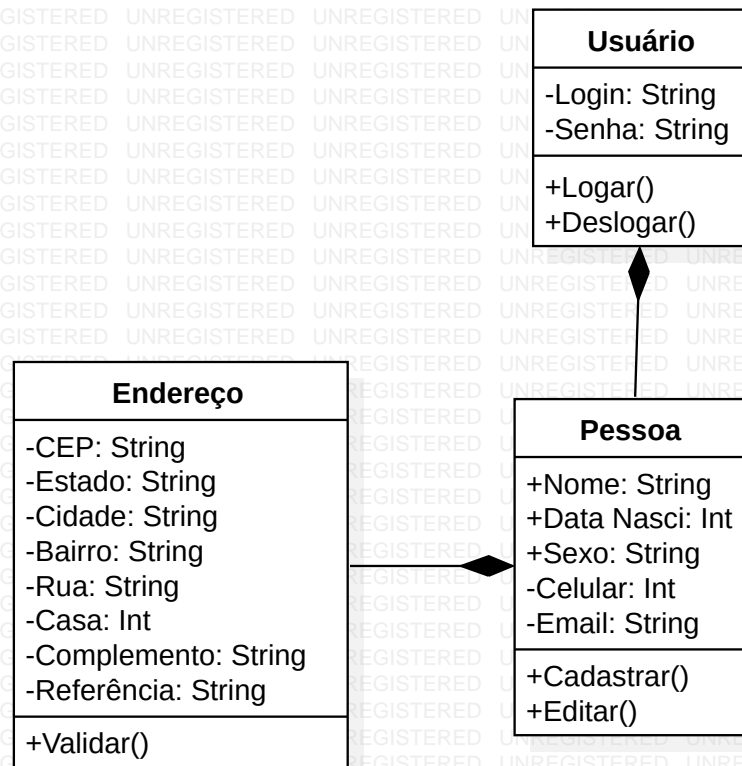 Usuário
-Login: String
-Senha: String
+Logar()
+Deslogar()
Endereço
-CEP: String
-Estado: String
-Cidade: String
-Bairro: String
-Rua: String
-Casa: Int
-Complemento: String
-Referência: String
+Validar()
Pessoa
+Nome: String
+Data Nasci: Int
+Sexo: String
-Celular: Int
-Email: String
+Cadastrar()
+Editar()
UNREGISTERED